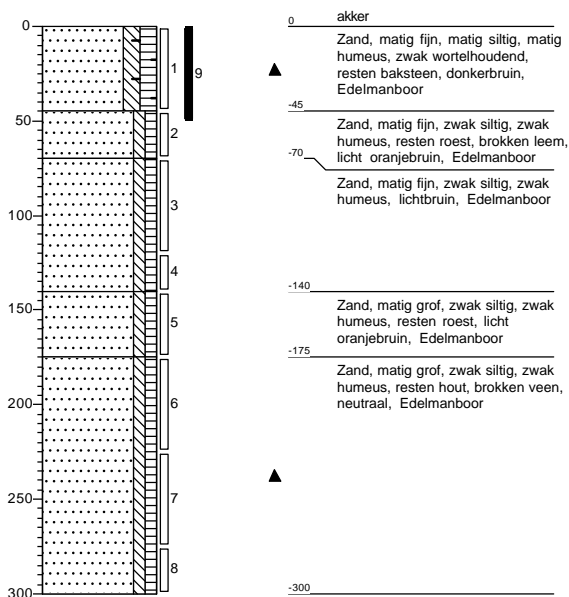 0
50
100
150
200
250
300
1
2
3
4
5
6
7
8
9
0 akker
Zand, matig fijn, matig siltig, matig
humeus, zwak wortelhoudend,
resten baksteen, donkerbruin,
Edelmanboor
-45
Zand, matig fijn, zwak siltig, zwak
humeus, resten roest, brokken leem,
licht oranjebruin, Edelmanboor
-70
Zand, matig fijn, zwak siltig, zwak
humeus, lichtbruin, Edelmanboor
-140
Zand, matig grof, zwak siltig, zwak
humeus, resten roest, licht
oranjebruin, Edelmanboor
-175
Zand, matig grof, zwak siltig, zwak
humeus, resten hout, brokken veen,
neutraal, Edelmanboor
-300